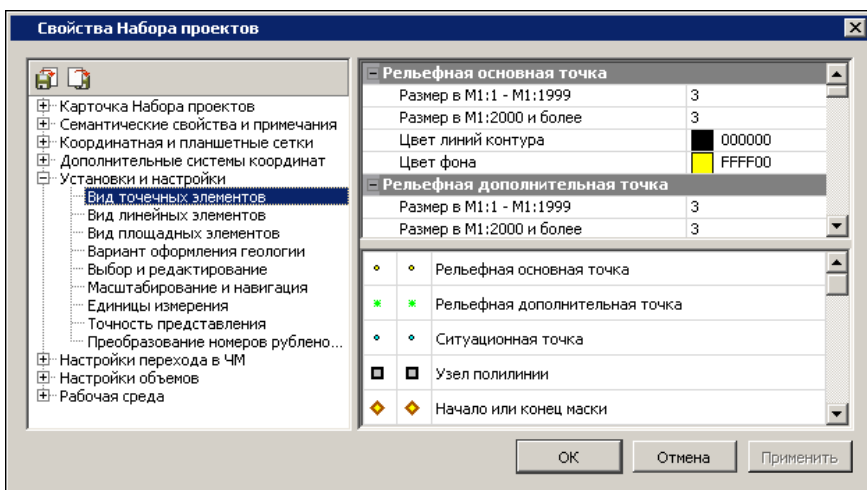 Свойства Набора проектов
Карточка Набора проектов
Семантические свойства и примечания
Координатная и планшетные сетки
Дополнительные системы координат
Установки и настройки
Вид точечных элементов
Вид линейных элементов
Вид площадных элементов
Вариант оформления геологии
Выбор и редактирование
Масштабирование и навигация
Единицы измерения
Точность представления
Преобразование номеров рублено...
Настройки перехода в ЧМ
Настройки объемов
Рабочая среда
Рельефная основная точка
Размер в М1:1 - М1:1999 3
Размер в М1:2000 и более 3
Цвет линий контура 000000
Цвет фона FFFF00
Рельефная дополнительная точка
Размер в М1:1 - М1:1999 3
Размер в М1:2000 и более 3
Рельефная основная точка
Рельефная дополнительная точка
Ситуационная точка
Узел полилинии
Начало или конец маски
ОК Отмена Применить